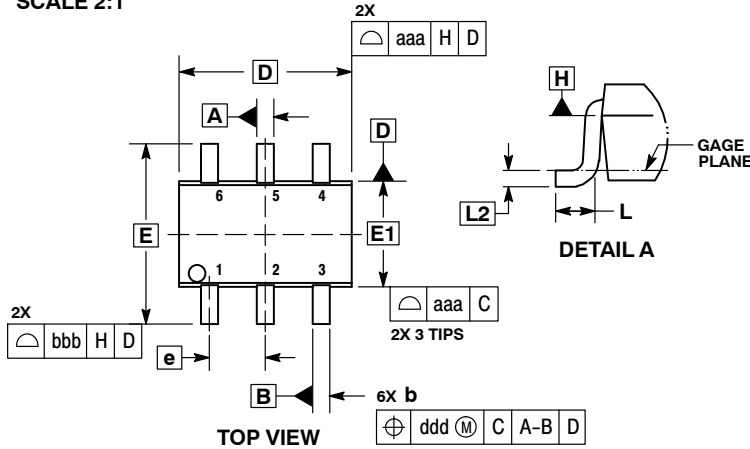 SCALE 2:1
2X
aaa H D
D
A
D
H
GAGE
PLANE
6 5 4
L2
L
E
E1
DETAIL A
1 2 3
aaa C
2X
2X 3 TIPS
bbb H D
e
B
6X b
ddd Ⓜ C A–B D
TOP VIEW